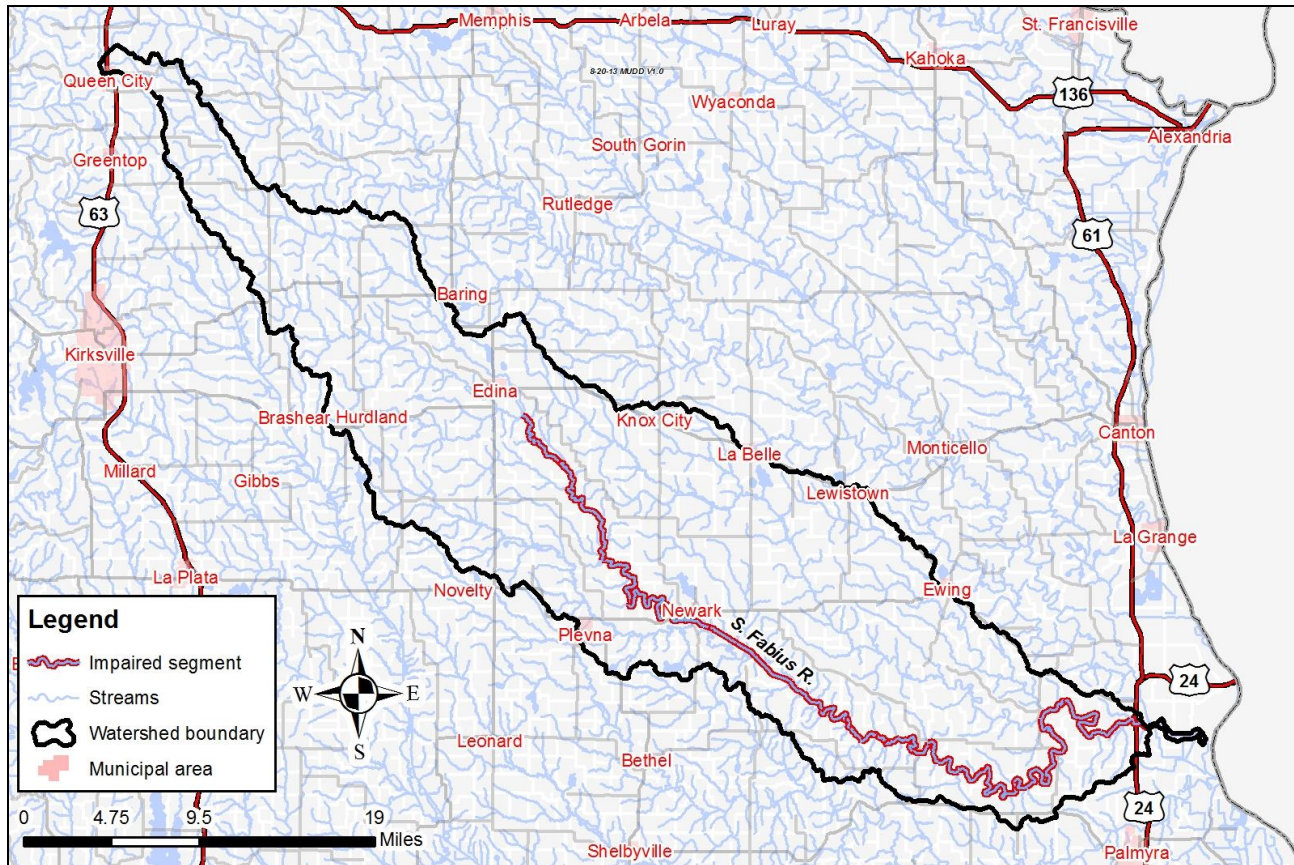 Memphis
Arbela
Luray
St. Francisville
Kahoka
Queen City
8-20-13 MUDD V1.0
Wyaconda
136
Alexandria
Greentop
South Gorin
63
Rutledge
61
Baring
Kirksville
Edina
Brashear Hurdland
Knox City
Canton
La Belle
Monticello
Millard
Gibbs
Lewistown
La Grange
La Plata
Novelty
Ewing
Newark
Plevna
S. Fabius R.
24
Leonard
Bethel
24
Shelbyville
Palmyra
Legend
Impaired segment
Streams
Watershed boundary
Municipal area
N
W E
S
0 4.75 9.5 19
Miles